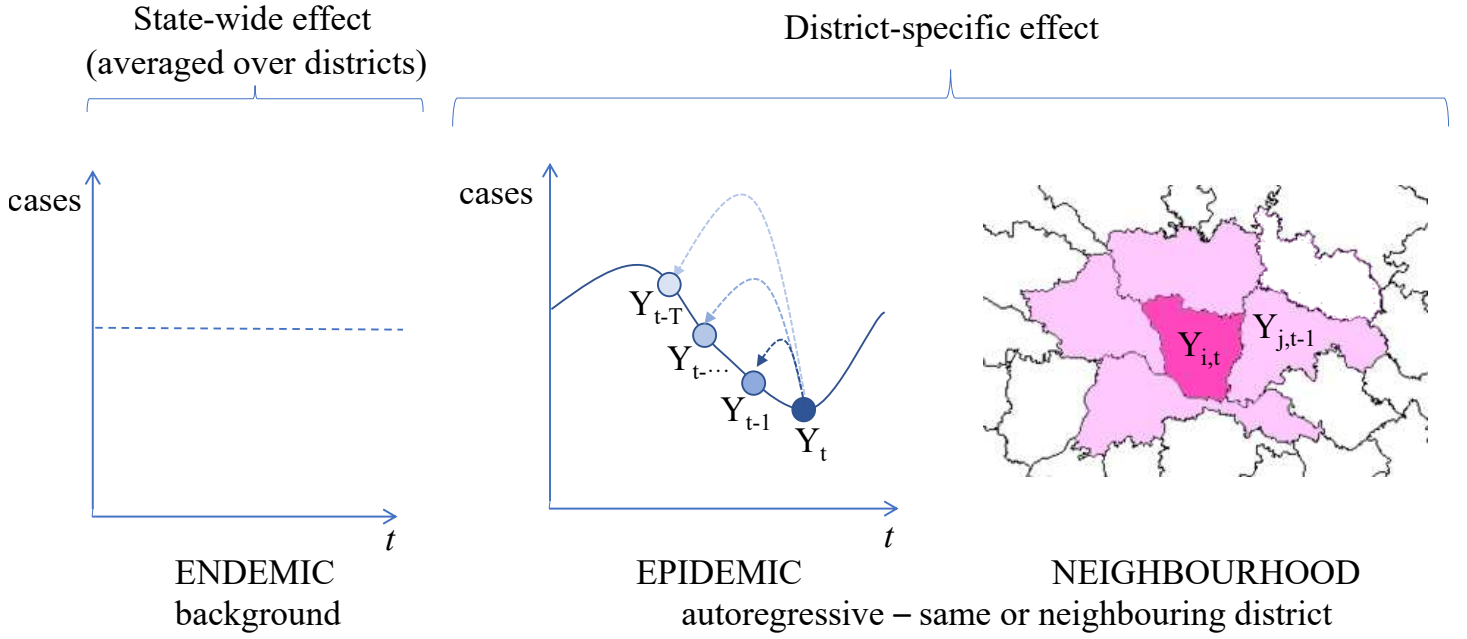 State-wide effect
(averaged over districts)
District-specific effect
cases
t
ENDEMIC
background
cases
Y_{t-T}
Y_{t-...}
Y_{t-1}
Y_t
t
EPIDEMIC
Y_{i,t}
Y_{j,t-1}
NEIGHBOURHOOD
autoregressive – same or neighbouring district